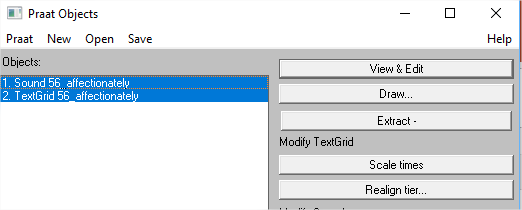 Praat Objects
Praat New Open Save Help
Objects:
1. Sound 56_affectionately
2. TextGrid 56_affectionately
View & Edit
Draw...
Extract -
Modify TextGrid
Scale times
Realign tier...